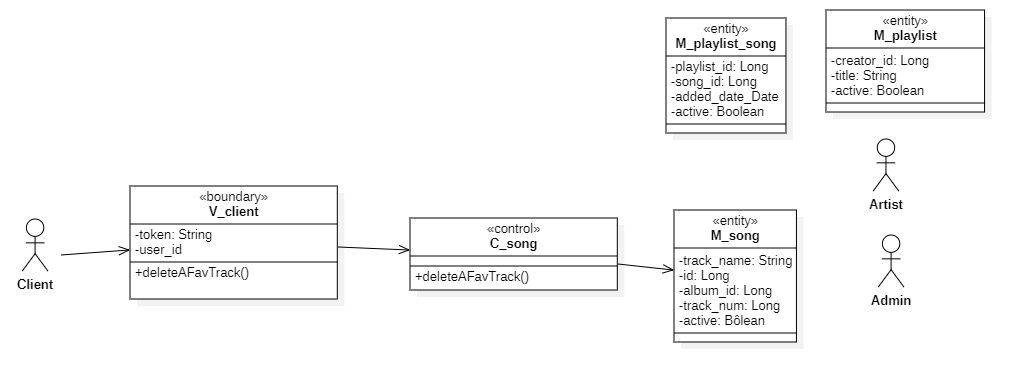 «entity»
M_playlist_song
-playlist_id: Long
-song_id: Long
-added_date_Date
-active: Boolean
«entity»
M_playlist
-creator_id: Long
-title: String
-active: Boolean
Artist
Client
«boundary»
V_client
-token: String
-user_id
+deleteAFavTrack()
«control»
C_song
+deleteAFavTrack()
«entity»
M_song
-track_name: String
-id: Long
-album_id: Long
-track_num: Long
-active: Bôlean
Admin